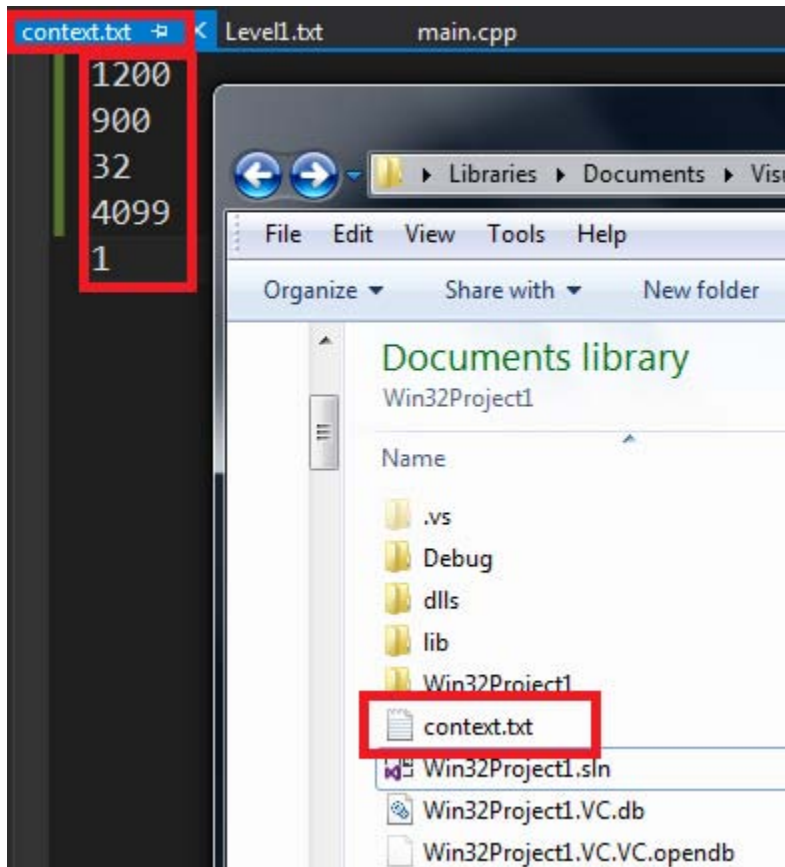 context.txt Level1.txt main.cpp
1200
900
32
4099
1
Libraries Documents
File Edit View Tools Help
Organize Share with New folder
Documents library
Win32Project1
Name
.vs
Debug
dlls
lib
Win32Project1
context.txt
Win32Project1.sln
Win32Project1.VC.db
Win32Project1.VC.VC.opendb